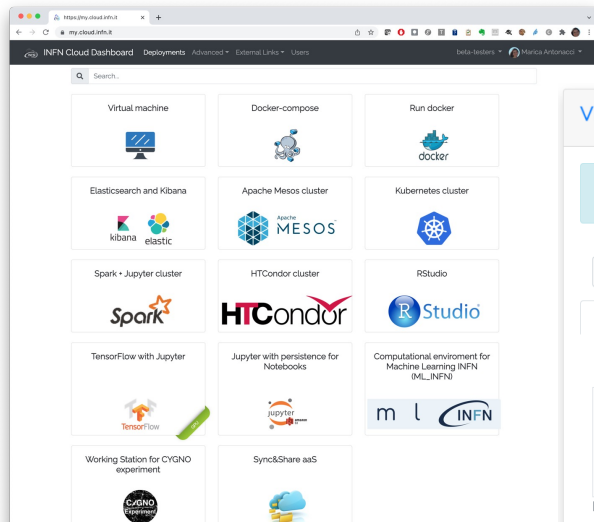 https://my.cloud.infn.it
my.cloud.infn.it
INFN Cloud Dashboard Deployments Advanced External Links Users beta-testers Marica Antonacci
Search..
V
Virtual machine Docker-compose Run docker
docker
Elasticsearch and Kibana Apache Mesos cluster Kubernetes cluster
kibana elastic Apache MESOS
Spark + Jupyter cluster HTCondor cluster RStudio
Spark HTCondor R Studio
TensorFlow with Jupyter Jupyter with persistence for Notebooks Computational enviroment for Machine Learning INFN (ML_INFN)
TensorFlow jupyter m l INFN
Working Station for CYGNO experiment Sync&Share aaS
CYGNO Experiment